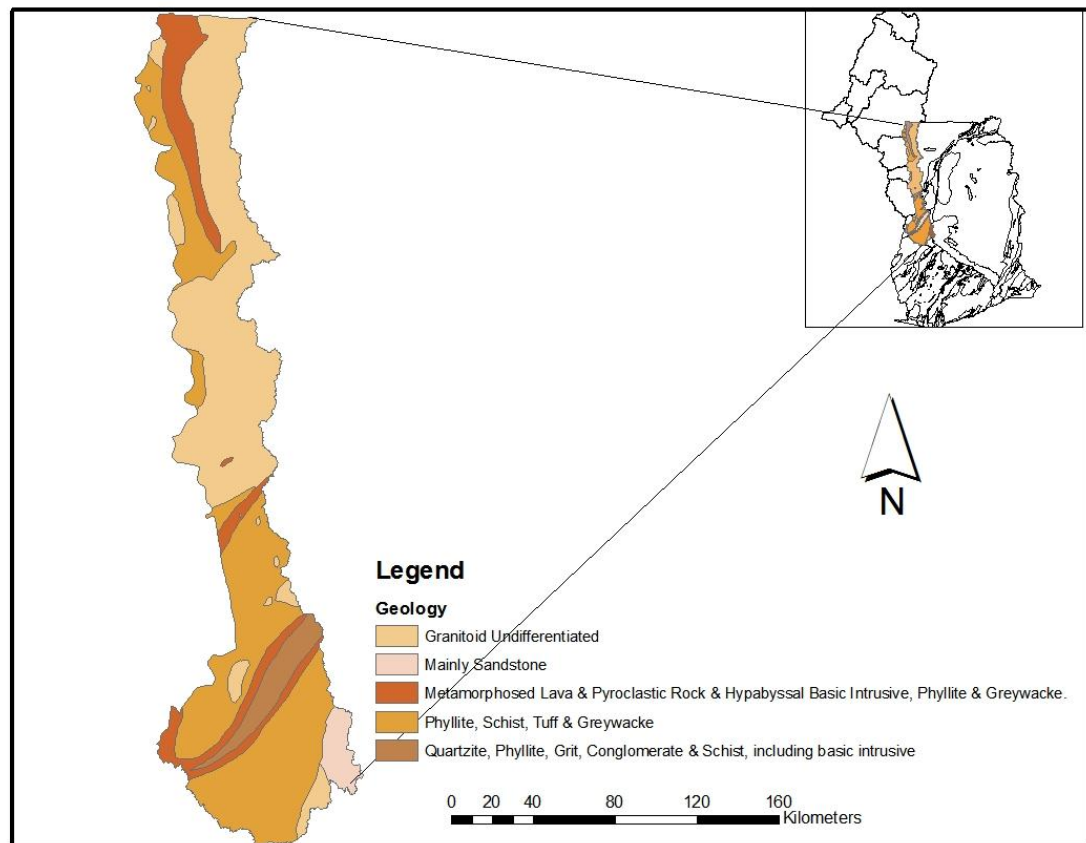 N
Legend
Geology
Granitoid Undifferentiated
Mainly Sandstone
Metamorphosed Lava & Pyroclastic Rock & Hypabyssal Basic Intrusive, Phyllite & Greywacke.
Phyllite, Schist, Tuff & Greywacke
Quartzite, Phyllite, Grit, Conglomerate & Schist, including basic intrusive
0 20 40 80 120 160
Kilometers